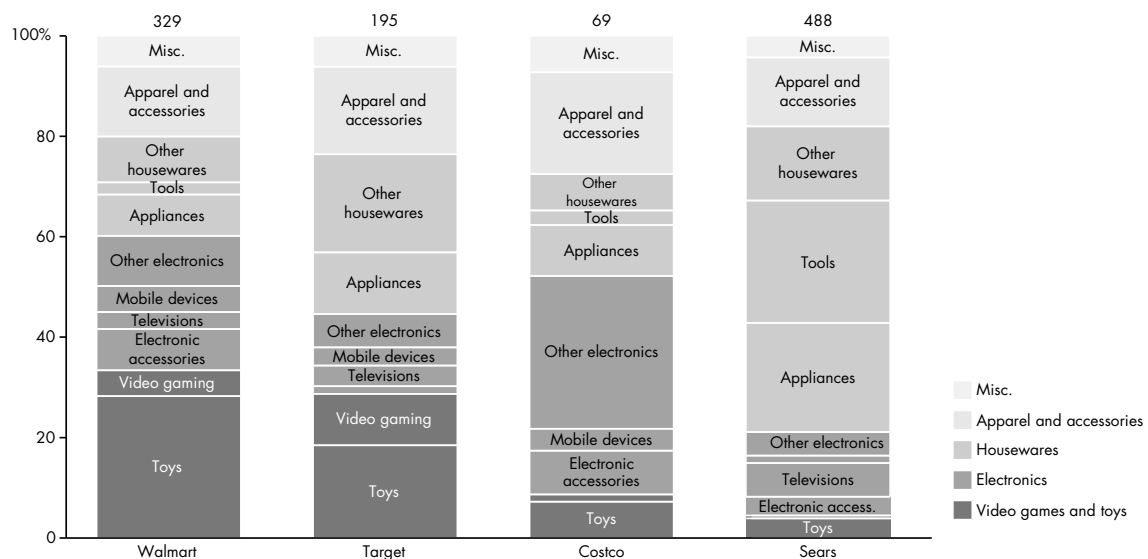 329
195
69
488
100%
80
60
40
20
0
Misc.
Apparel and
accessories
Other
housewares
Tools
Appliances
Other electronics
Mobile devices
Televisions
Electronic
accessories
Video gaming
Toys
Walmart
Misc.
Apparel and
accessories
Other
housewares
Appliances
Other electronics
Mobile devices
Televisions
Video gaming
Toys
Target
Misc.
Apparel and
accessories
Other
housewares
Tools
Appliances
Other electronics
Mobile devices
Electronic
accessories
Toys
Costco
Misc.
Apparel and
accessories
Other
housewares
Tools
Appliances
Other electronics
Televisions
Electronic access.
Toys
Sears
Misc.
Apparel and accessories
Housewares
Electronics
Video games and toys